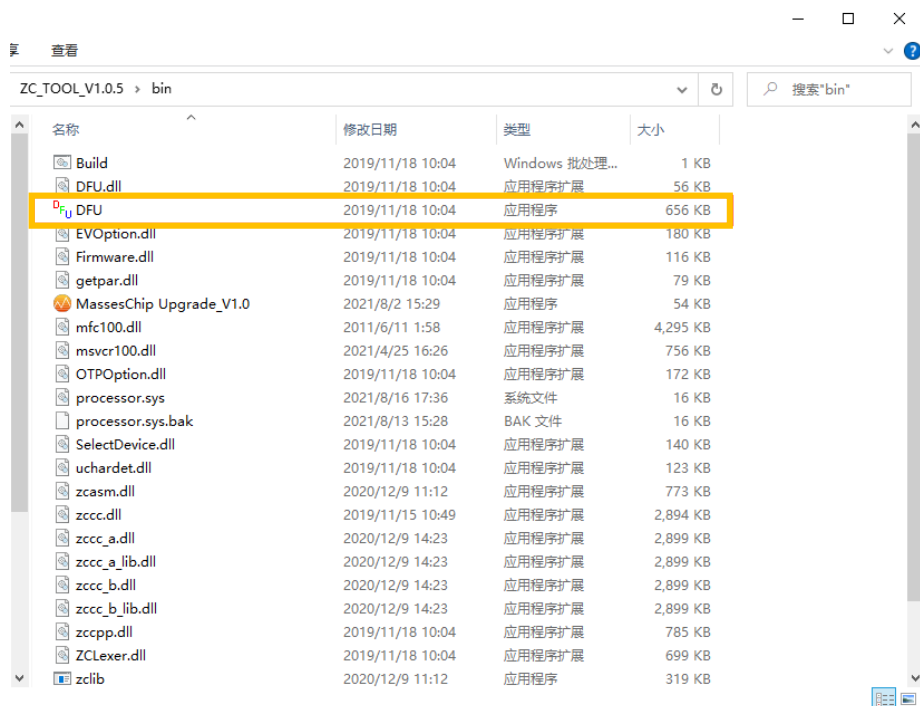 享 查看
ZC_TOOL_V1.0.5 › bin 搜索"bin"
名称 修改日期 类型 大小
Build 2019/11/18 10:04 Windows 批处理... 1 KB
DFU.dll 2019/11/18 10:04 应用程序扩展 56 KB
DFU DFU 2019/11/18 10:04 应用程序 656 KB
EVOption.dll 2019/11/18 10:04 应用程序扩展 180 KB
Firmware.dll 2019/11/18 10:04 应用程序扩展 116 KB
getpar.dll 2019/11/18 10:04 应用程序扩展 79 KB
MassesChip Upgrade_V1.0 2021/8/2 15:29 应用程序 54 KB
mfc100.dll 2011/6/11 1:58 应用程序扩展 4,295 KB
msvcr100.dll 2021/4/25 16:26 应用程序扩展 756 KB
OTPOption.dll 2019/11/18 10:04 应用程序扩展 172 KB
processor.sys 2021/8/16 17:36 系统文件 16 KB
processor.sys.bak 2021/8/13 15:28 BAK 文件 16 KB
SelectDevice.dll 2019/11/18 10:04 应用程序扩展 140 KB
uchardet.dll 2019/11/18 10:04 应用程序扩展 123 KB
zcasm.dll 2020/12/9 11:12 应用程序扩展 773 KB
zccc.dll 2019/11/15 10:49 应用程序扩展 2,894 KB
zccc_a.dll 2020/12/9 14:23 应用程序扩展 2,899 KB
zccc_a_lib.dll 2020/12/9 14:23 应用程序扩展 2,899 KB
zccc_b.dll 2020/12/9 14:23 应用程序扩展 2,899 KB
zccc_b_lib.dll 2020/12/9 14:23 应用程序扩展 2,899 KB
zccpp.dll 2019/11/18 10:04 应用程序扩展 785 KB
ZCLexer.dll 2019/11/18 10:04 应用程序扩展 699 KB
zclib 2020/12/9 11:12 应用程序 319 KB